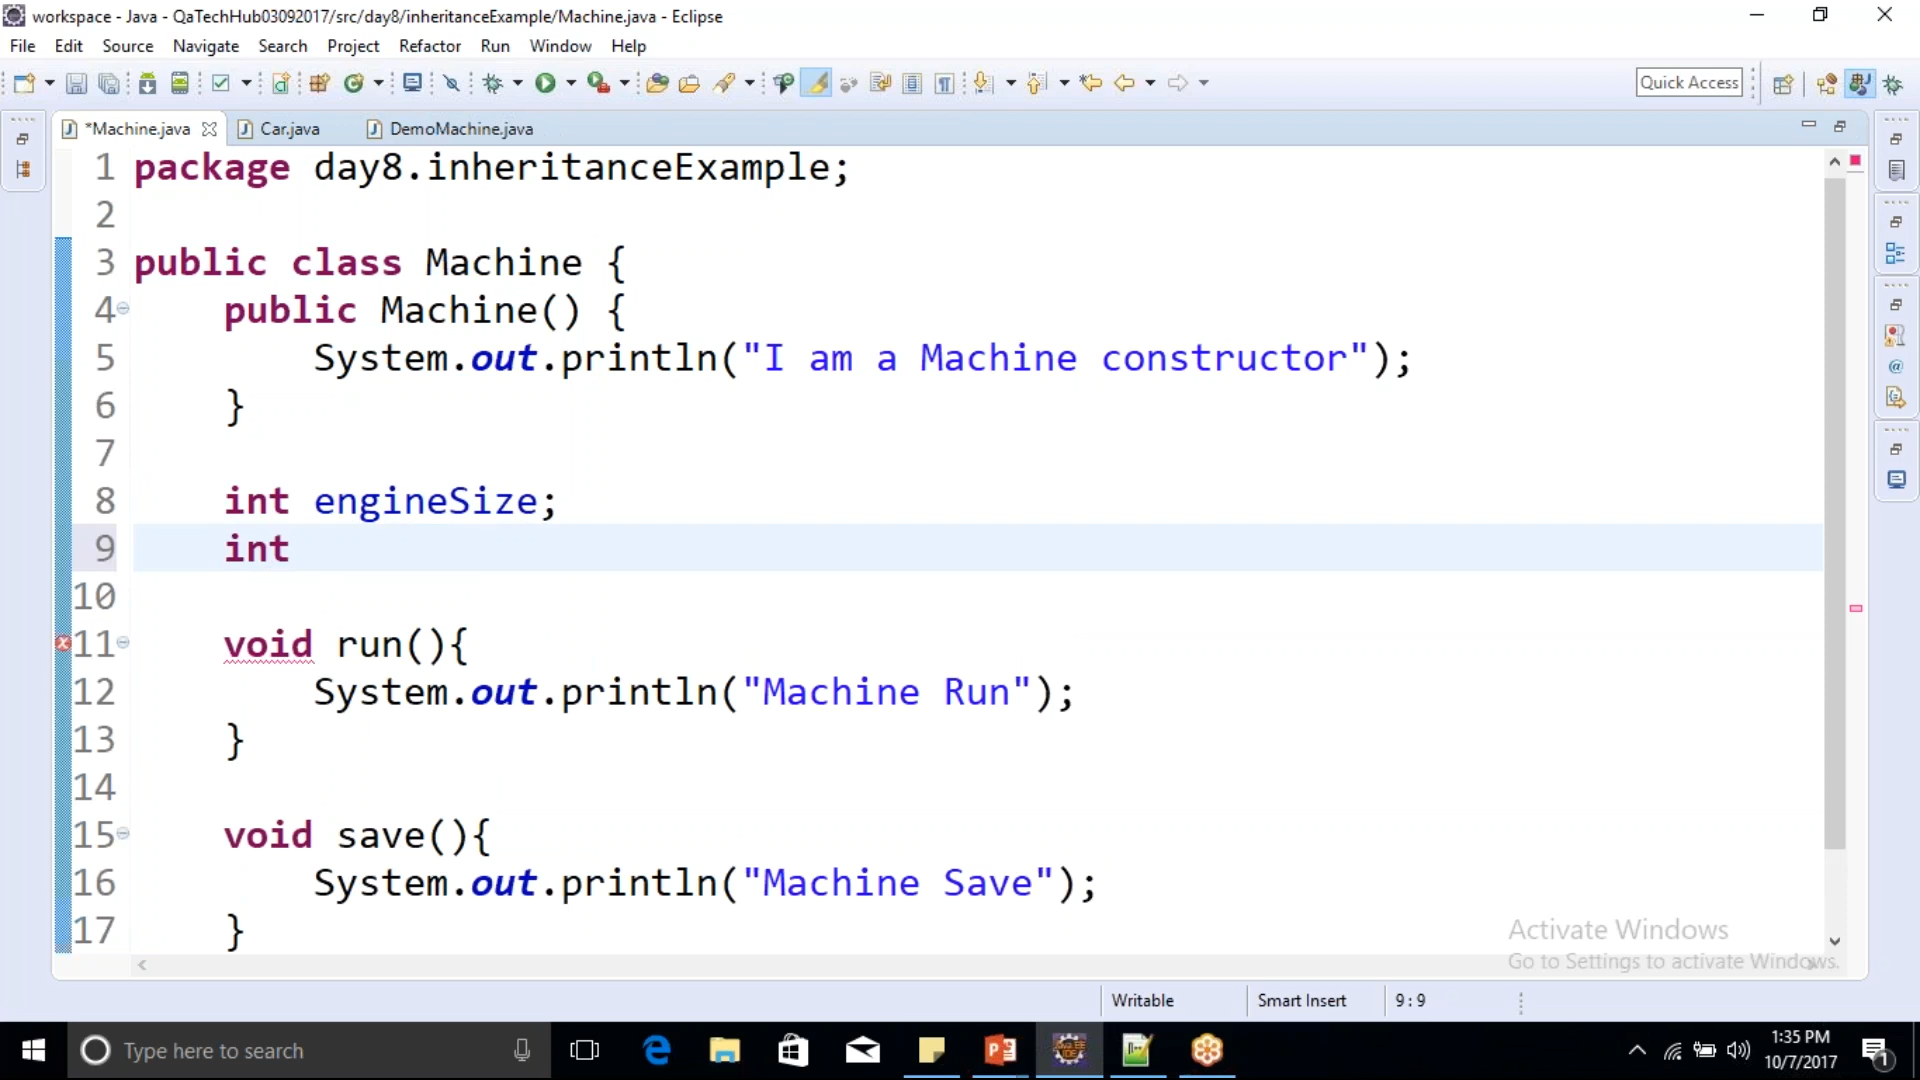 workspace - Java - QaTechHub03092017/src/day8/inheritanceExample/Machine.java - Eclipse
File Edit Source Navigate Search Project Refactor Run Window Help
Quick Access
*Machine.java Car.java DemoMachine.java
1 package day8.inheritanceExample;
2
3 public class Machine {
4 public Machine() {
5 System.out.println("I am a Machine constructor");
6 }
7
8 int engineSize;
9 int
10
11 void run(){
12 System.out.println("Machine Run");
13 }
14
15 void save(){
16 System.out.println("Machine Save");
17 }
Activate Windows
Go to Settings to activate Windows.
Writable Smart Insert 9 : 9
Type here to search
1:35 PM
10/7/2017
1